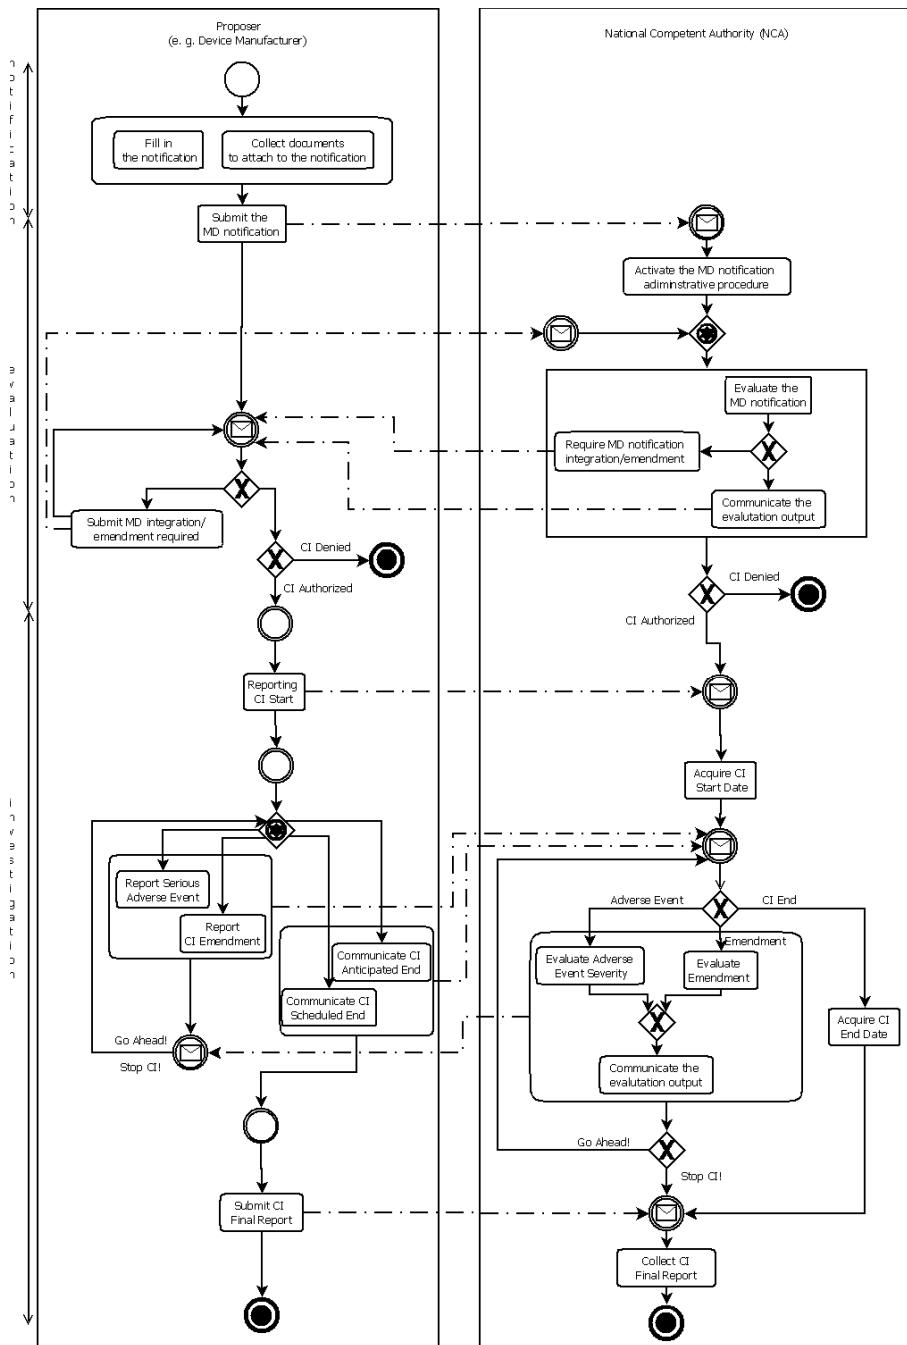 Proposer
(e. g. Device Manufacturer)
National Competent Authority (NCA)
notification
Fill in
the notification
Collect documents
to attach to the notification
Submit the
MD notification
Activate the MD notification
adiminstrative procedure
evaluation
Evaluate the
MD notification
Require MD notification
integration/emendment
Communicate the
evalutation output
Submit MD integration/
emendment required
CI Denied
CI Authorized
CI Denied
CI Authorized
Reporting
CI Start
Acquire CI
Start Date
investigation
Report Serious
Adverse Event
Report
CI Emendment
Communicate CI
Anticipated End
Communicate CI
Scheduled End
Adverse Event
CI End
Emendment
Evaluate Adverse
Event Severity
Evaluate
Emendment
Acquire CI
End Date
Go Ahead!
Stop CI!
Communicate the
evalutation output
Go Ahead!
Stop CI!
Submit CI
Final Report
Collect CI
Final Report